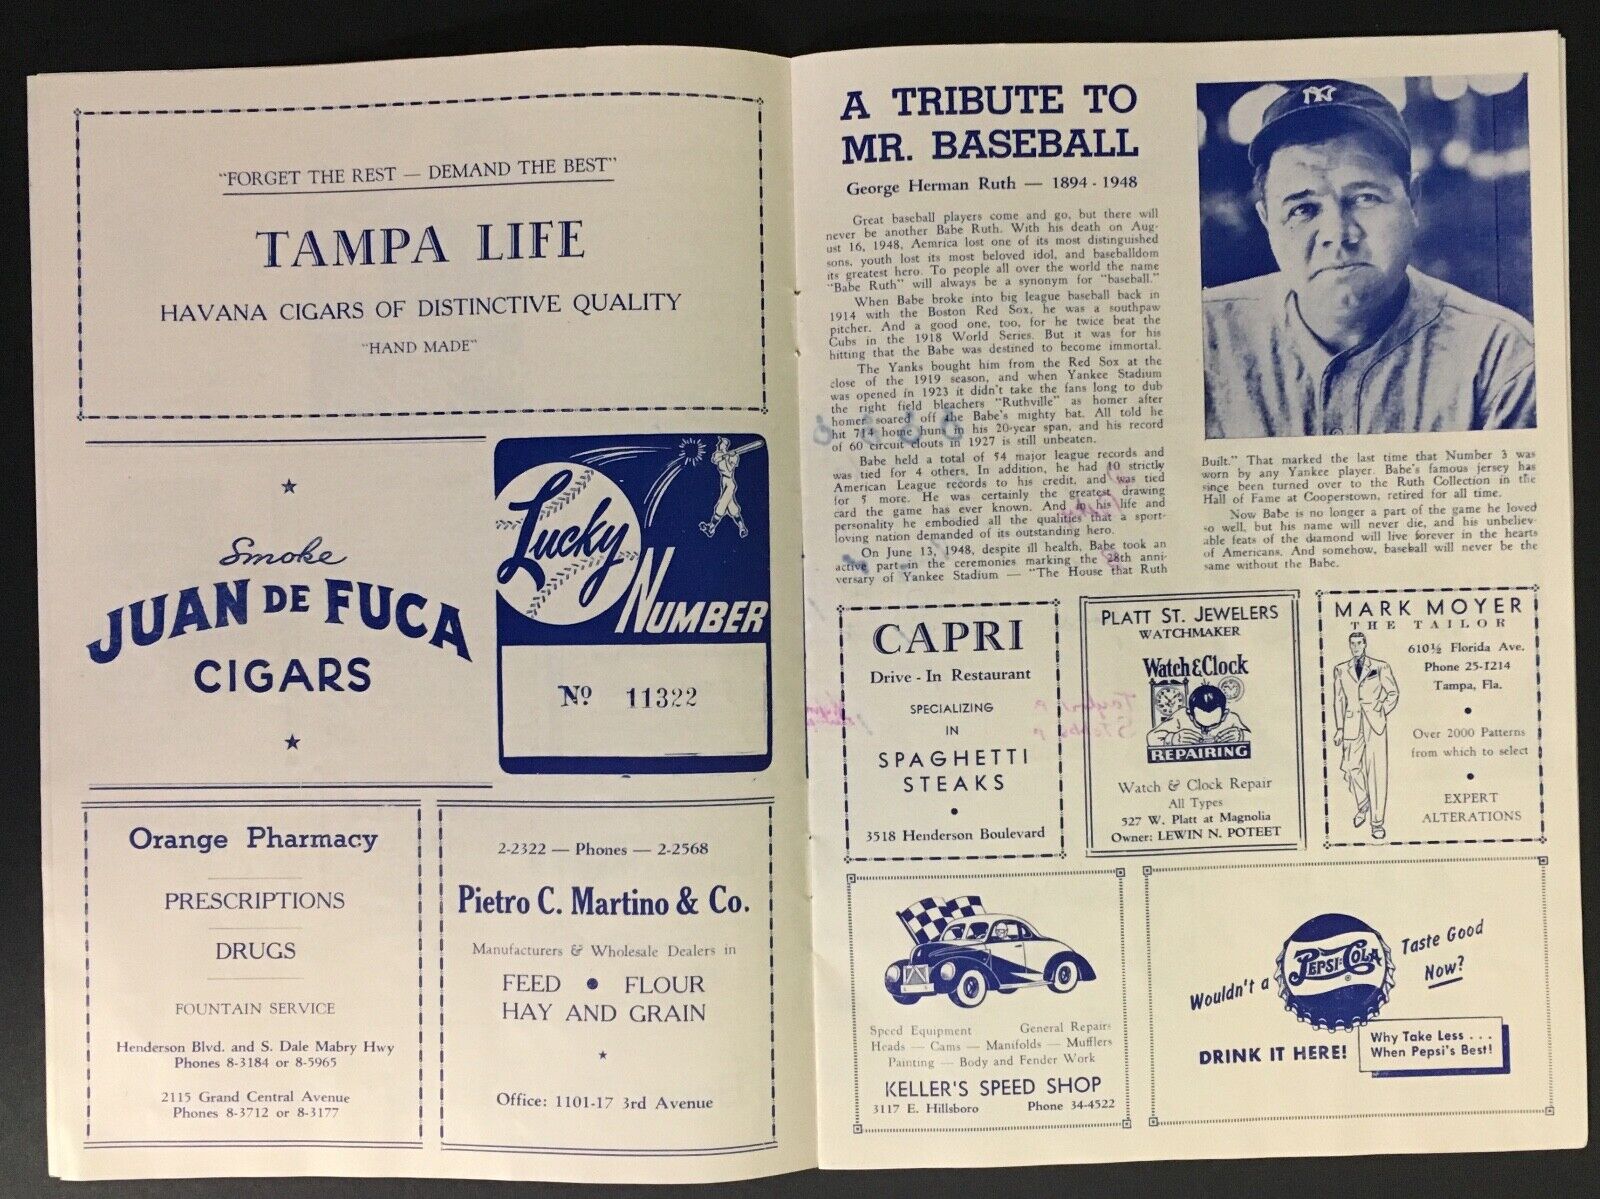 "FORGET THE REST — DEMAND THE BEST"
TAMPA LIFE
HAVANA CIGARS OF DISTINCTIVE QUALITY
"HAND MADE"
Smoke
JUAN DE FUCA
CIGARS
Lucky
NUMBER
No 11322
Orange Pharmacy
PRESCRIPTIONS
DRUGS
FOUNTAIN SERVICE
Henderson Blvd. and S. Dale Mabry Hwy
Phones 8-3184 or 8-5965
2115 Grand Central Avenue
Phones 8-3712 or 8-3177
2-2322 — Phones — 2-2568
Pietro C. Martino & Co.
Manufacturers & Wholesale Dealers in
FEED • FLOUR
HAY AND GRAIN
Office: 1101-17 3rd Avenue
A TRIBUTE TO
MR. BASEBALL
George Herman Ruth — 1894 - 1948
Great baseball players come and go, but there will
never be another Babe Ruth. With his death on Aug-
ust 16, 1948, Aemrica lost one of its most distinguished
sons, youth lost its most beloved idol, and baseballdom
its greatest hero. To people all over the world the name
"Babe Ruth" will always be a synonym for "baseball."
When Babe broke into big league baseball back in
1914 with the Boston Red Sox, he was a southpaw
pitcher. And a good one, too, for he twice beat the
Cubs in the 1918 World Series. But it was for his
hitting that the Babe was destined to become immortal.
The Yanks bought him from the Red Sox at the
close of the 1919 season, and when Yankee Stadium
was opened in 1923 it didn't take the fans long to dub
the right field bleachers "Ruthville" as homer after
homer soared off the Babe's mighty bat. All told he
hit 714 home huns in his 20-year span, and his record
of 60 circuit clouts in 1927 is still unbeaten.
Babe held a total of 54 major league records and
was tied for 4 others. In addition, he had 10 strictly
American League records to his credit, and was tied
for 5 more. He was certainly the greatest drawing
card the game has ever known. And in his life and
personality he embodied all the qualities that a sport-
loving nation demanded of its outstanding hero.
On June 13, 1948, despite ill health, Babe took an
active part in the ceremonies marking the 28th anni-
versary of Yankee Stadium — "The House that Ruth
NY
Built." That marked the last time that Number 3 was
worn by any Yankee player. Babe's famous jersey has
since been turned over to the Ruth Collection in the
Hall of Fame at Cooperstown, retired for all time.
Now Babe is no longer a part of the game he loved
so well, but his name will never die, and his unbeliev-
able feats of the diamond will live forever in the hearts
of Americans. And somehow, baseball will never be the
same without the Babe.
CAPRI
Drive - In Restaurant
SPECIALIZING
IN
SPAGHETTI
STEAKS
3518 Henderson Boulevard
PLATT ST. JEWELERS
WATCHMAKER
Watch & Clock
REPAIRING
Watch & Clock Repair
All Types
527 W. Platt at Magnolia
Owner: LEWIN N. POTEET
MARK MOYER
THE TAILOR
610½ Florida Ave.
Phone 25-1214
Tampa, Fla.
Over 2000 Patterns
from which to select
EXPERT
ALTERATIONS
Speed Equipment General Repairs
Heads — Cams — Manifolds — Mufflers
Painting — Body and Fender Work
KELLER'S SPEED SHOP
3117 E. Hillsboro Phone 34-4522
Wouldn't a
PEPSI-COLA
Taste Good
Now?
DRINK IT HERE!
Why Take Less . . .
When Pepsi's Best!